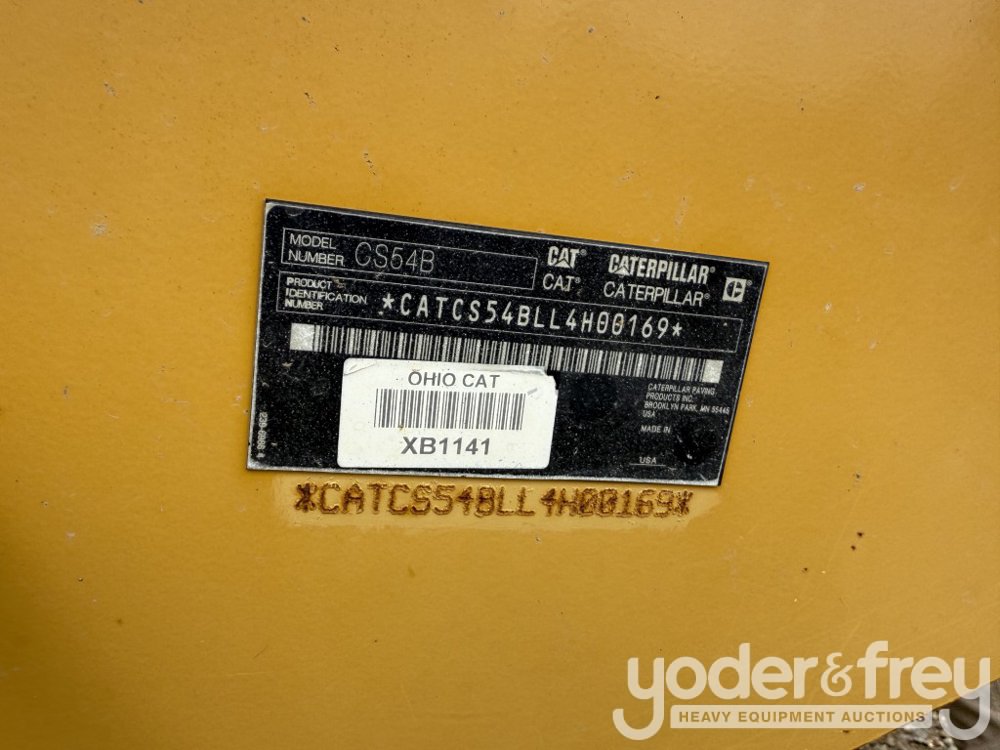 MODEL NUMBER CS54B
CAT® CATERPILLAR®
CAT® CATERPILLAR®
PRODUCT IDENTIFICATION NUMBER *CATCS54BLL4H00169*
CATERPILLAR PAVING
PRODUCTS INC.
BROOKLYN PARK, MN 55445
USA
MADE IN
USA
OHIO CAT
XB1141
*CATCS54BLL4H00169*
yoder&frey
HEAVY EQUIPMENT AUCTIONS